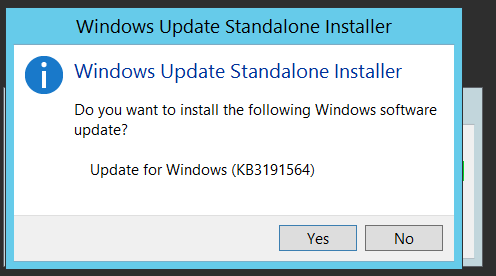 Windows Update Standalone Installer
Windows Update Standalone Installer
Do you want to install the following Windows software
update?
Update for Windows (KB3191564)
Yes No